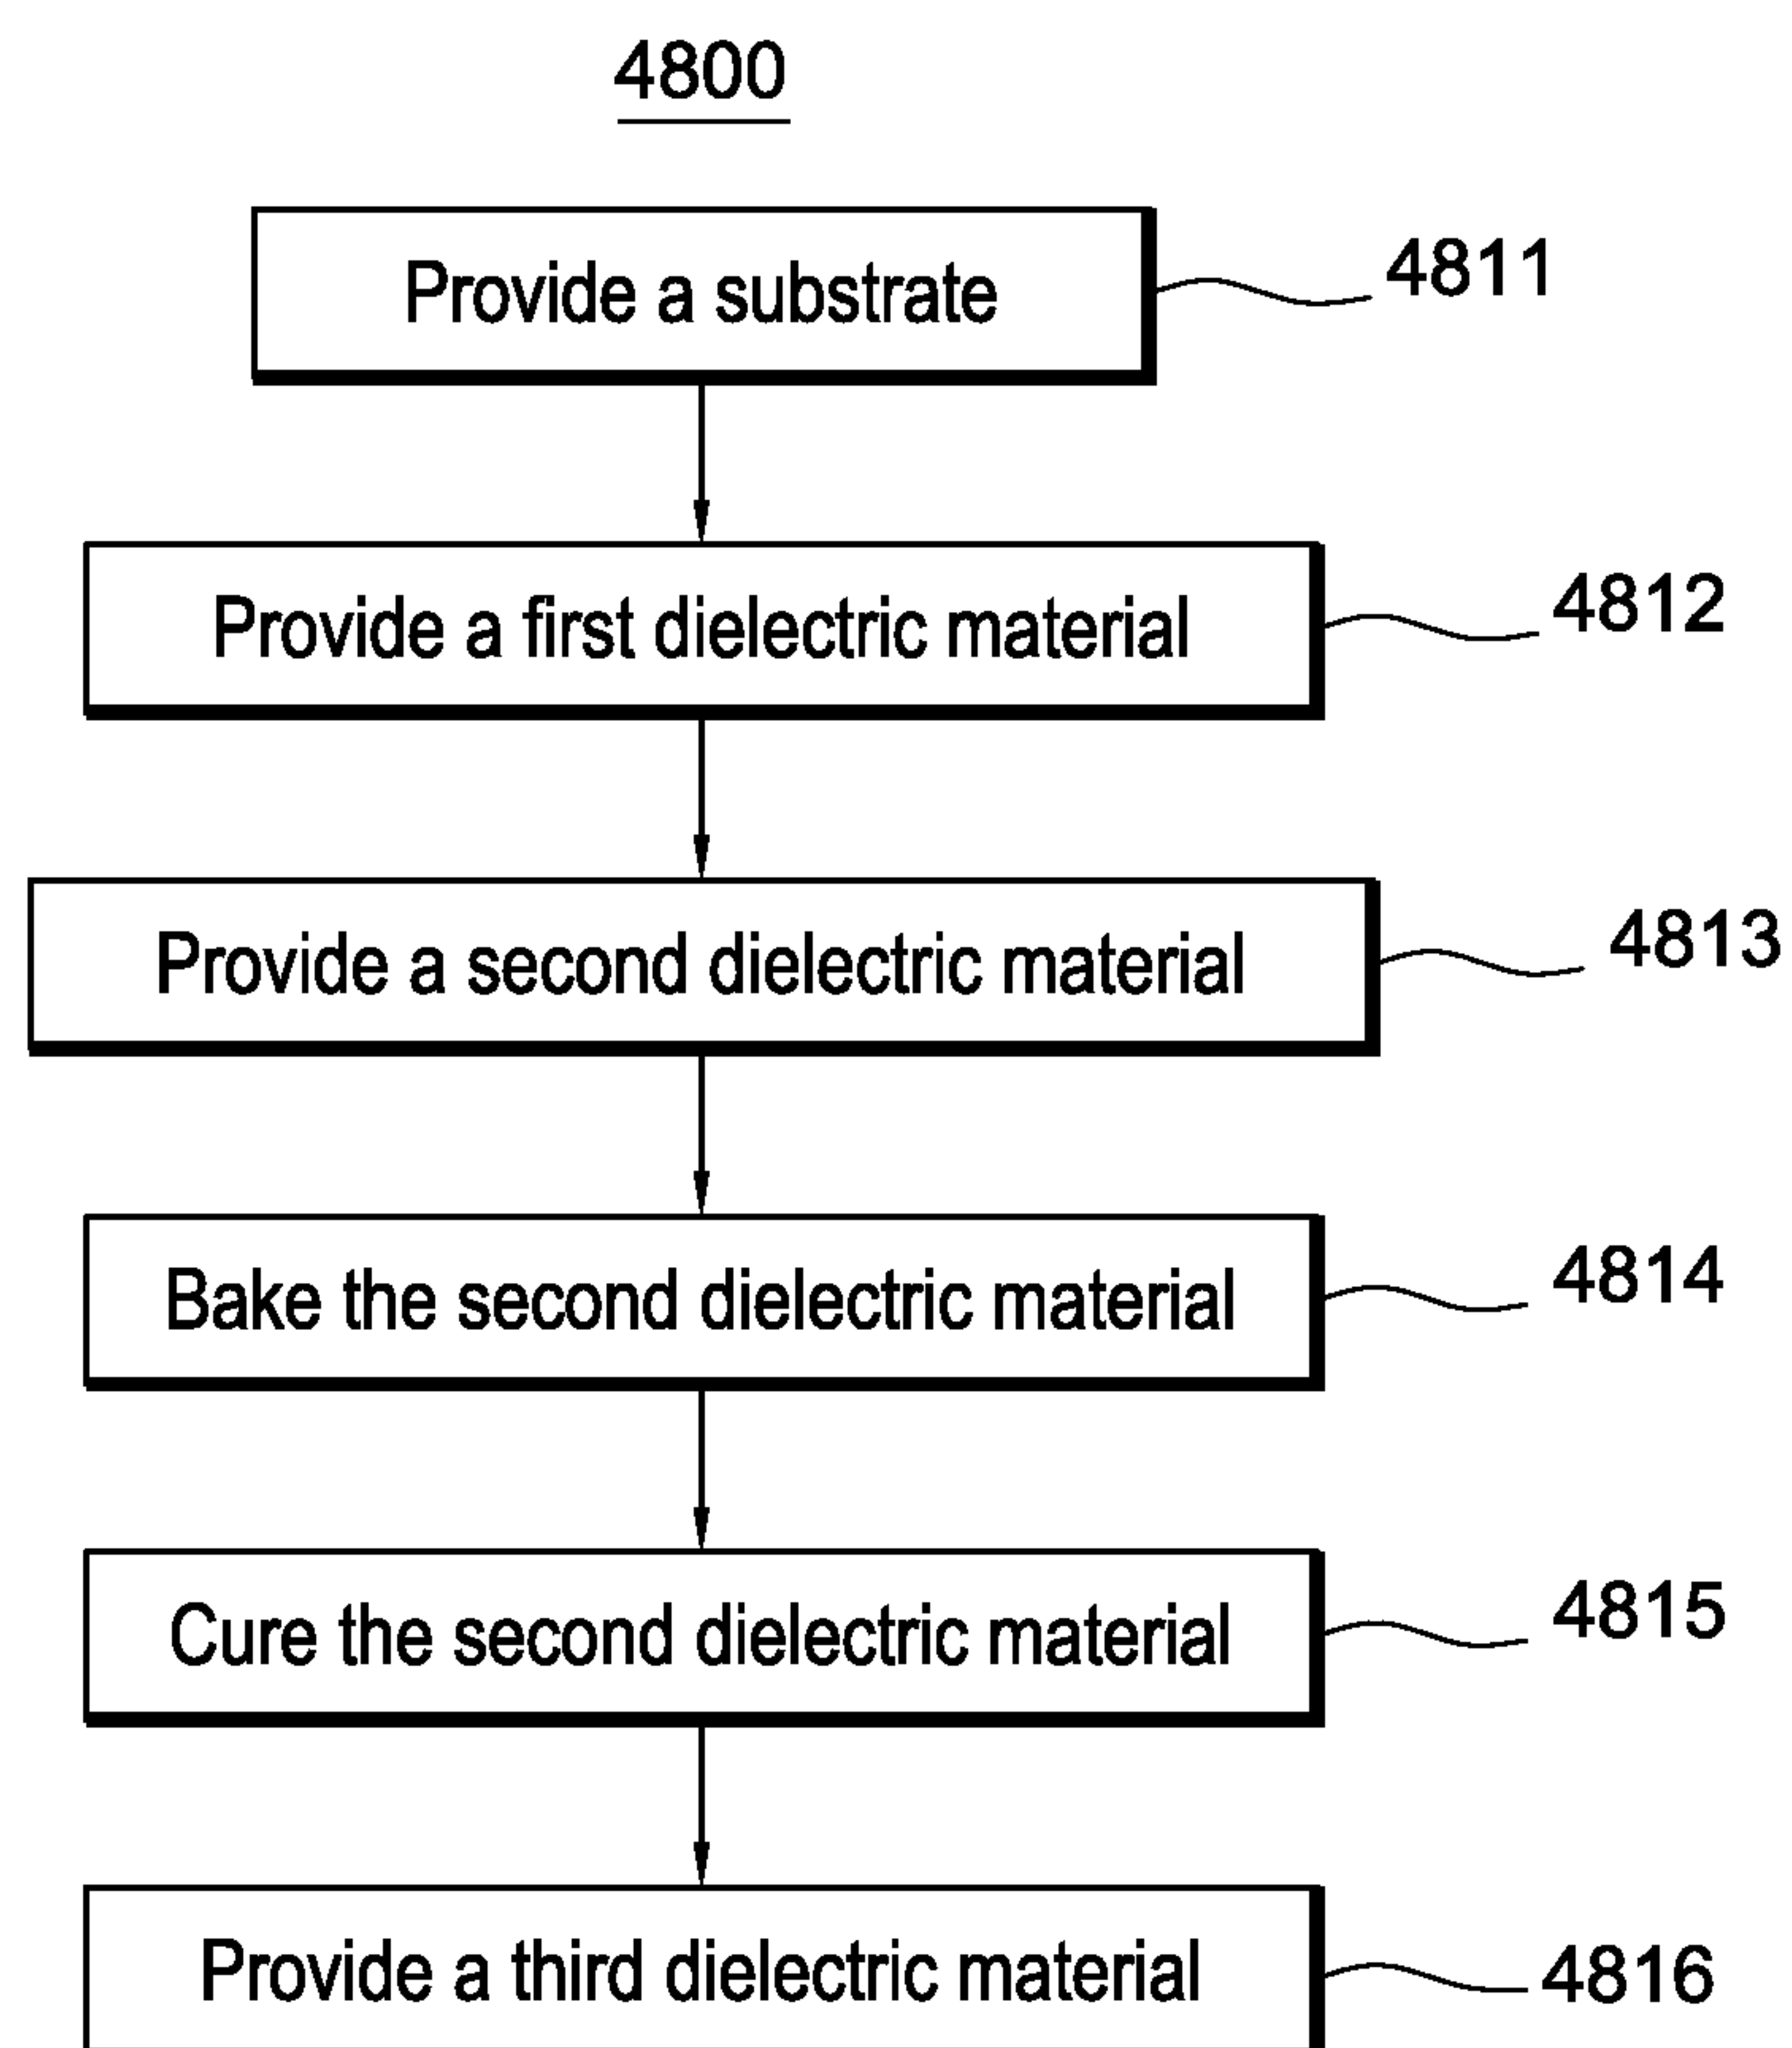 4800
Provide a substrate
4811
Provide a first dielectric material
4812
Provide a second dielectric material
4813
Bake the second dielectric material
4814
Cure the second dielectric material
4815
Provide a third dielectric material
4816